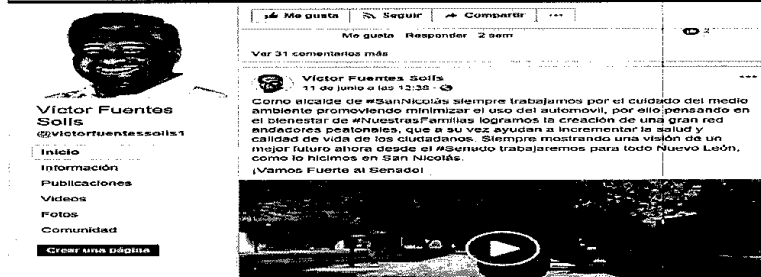 Me gusta Seguir Compartir ...
Me gusta Responder 2 sem
2
Ver 31 comentarios más
Víctor Fuentes Solís
11 de junio a las 13:38 ·
Como alcalde de #SanNicolás siempre trabajamos por el cuidado del medio
ambiente promoviendo minimizar el uso del automóvil, por ello pensando en
el bienestar de #NuestrasFamilias logramos la creación de una gran red
andadores peatonales, que a su vez ayudan a incrementar la salud y
calidad de vida de los ciudadanos. Siempre mostrando una visión da un
mejor futuro ahora desde el #Senado trabajaremos para todo Nuevo León,
como lo hicimos en San Nicolás.
¡Vamos Fuerte al Senado!
Víctor Fuentes
Solís
@victorfuentessolis1
Inicio
Información
Publicaciones
Videos
Fotos
Comunidad
Crear una página